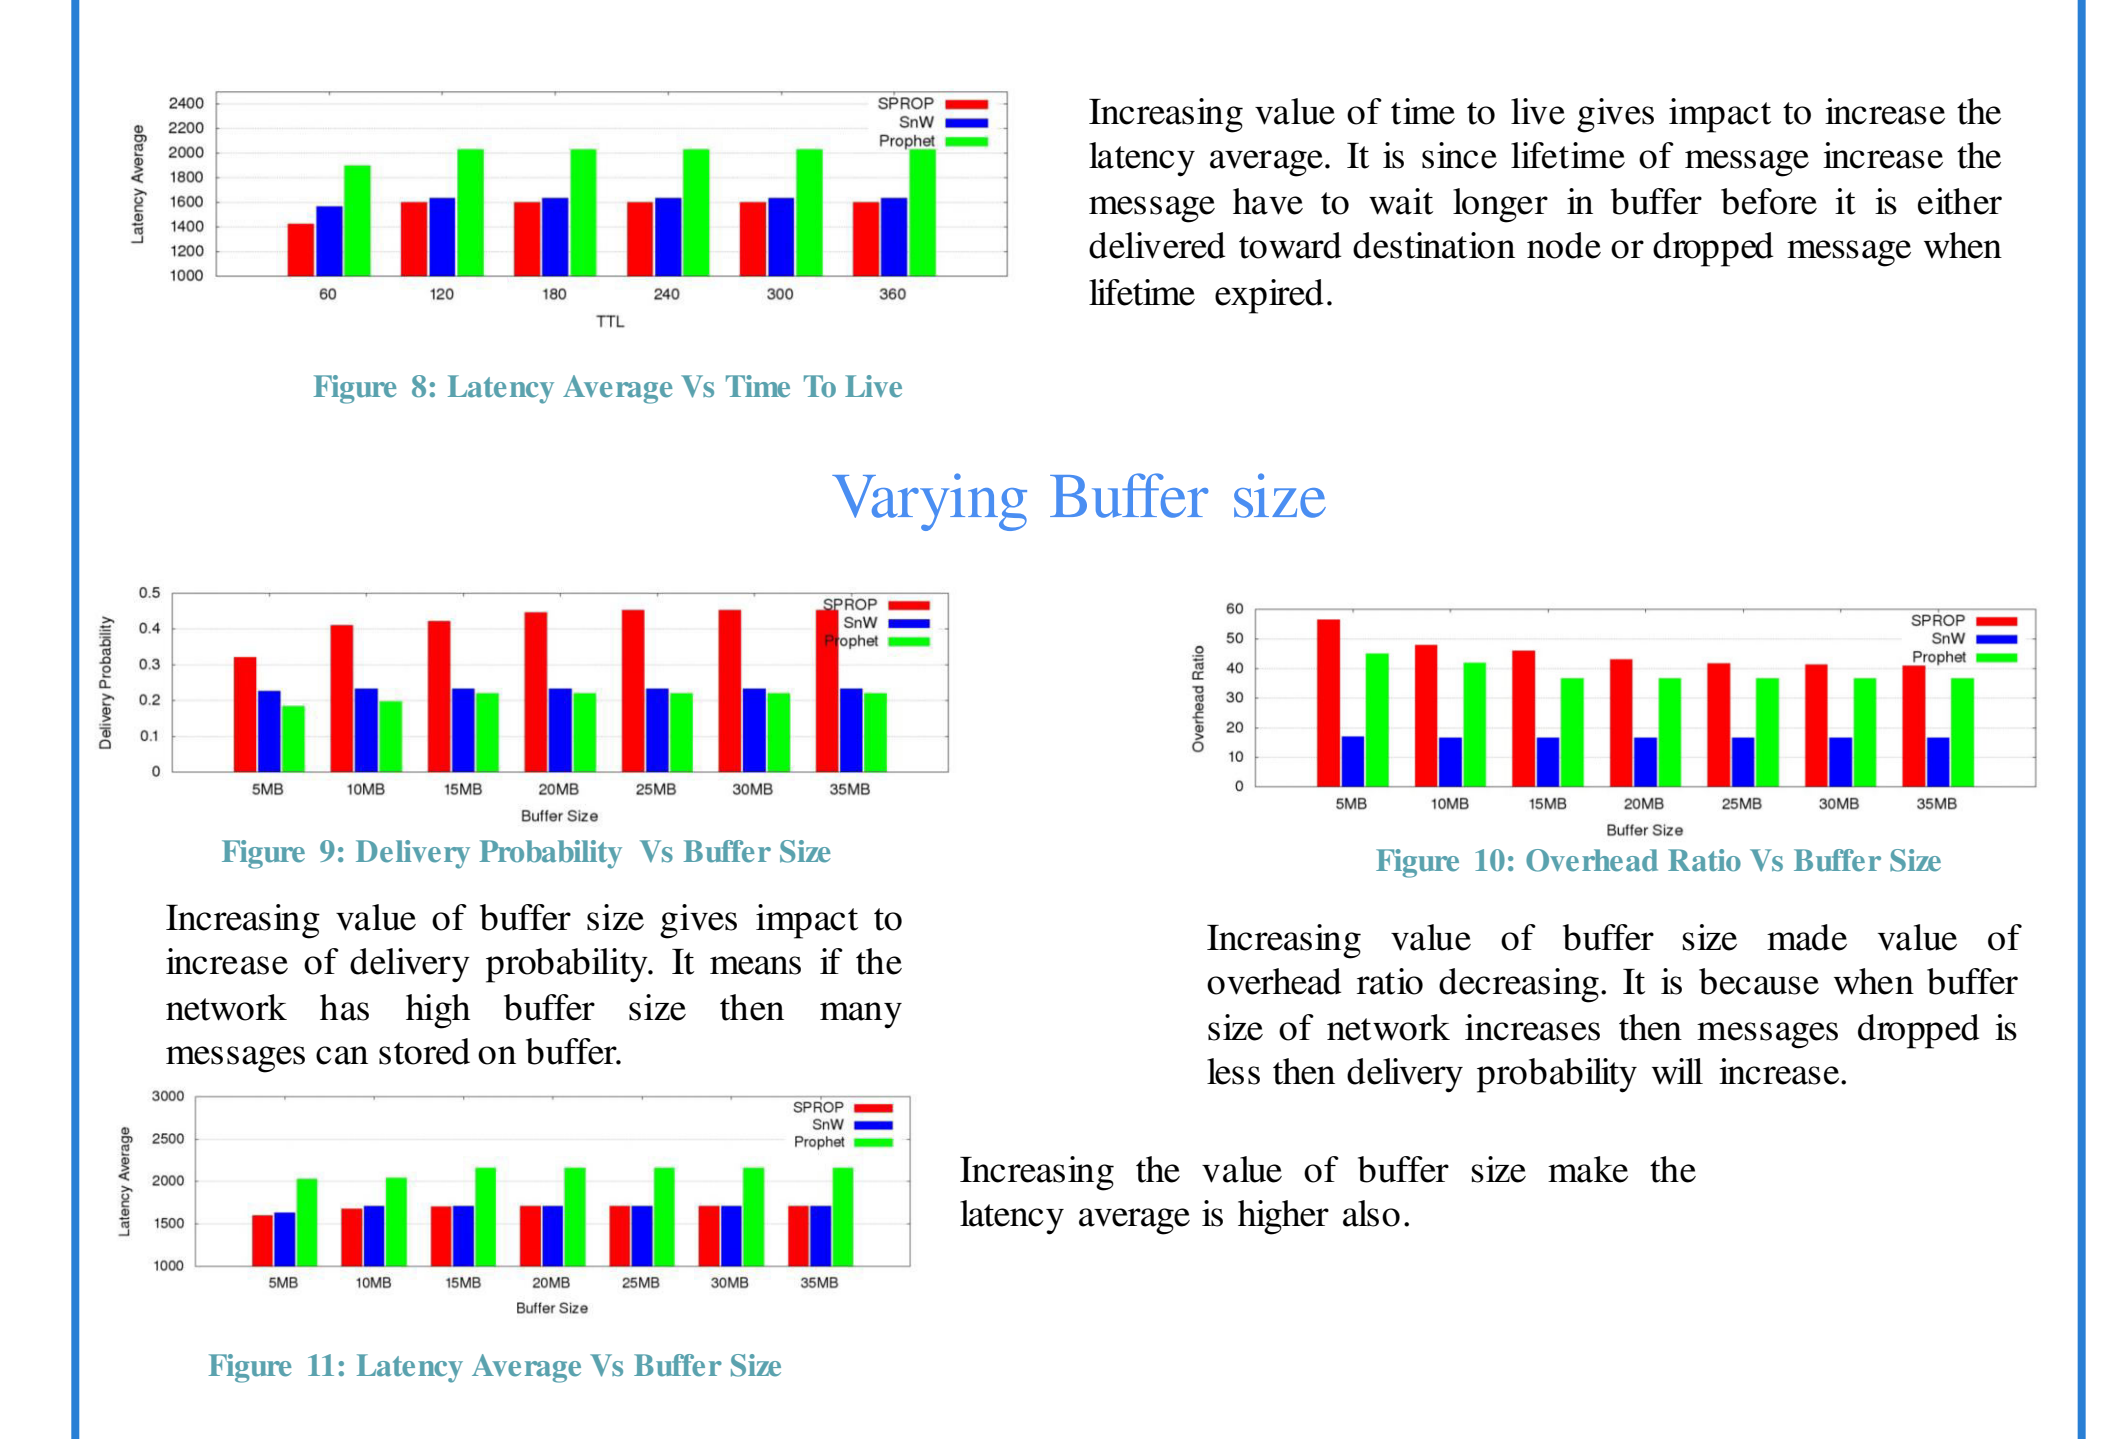 2400
2200
2000
1800
1600
1400
1200
1000
Latency Average
SPROP
SnW
Prophet
60 120 180 240 300 360
TTL
Figure 8: Latency Average Vs Time To Live
Increasing value of time to live gives impact to increase the
latency average. It is since lifetime of message increase the
message have to wait longer in buffer before it is either
delivered toward destination node or dropped message when
lifetime expired.
Varying Buffer size
0.5
0.4
0.3
0.2
0.1
0
Delivery Probability
SPROP
SnW
Prophet
5MB 10MB 15MB 20MB 25MB 30MB 35MB
Buffer Size
Figure 9: Delivery Probability Vs Buffer Size
Increasing value of buffer size gives impact to
increase of delivery probability. It means if the
network has high buffer size then many
messages can stored on buffer.
60
50
40
30
20
10
0
Overhead Ratio
SPROP
SnW
Prophet
5MB 10MB 15MB 20MB 25MB 30MB 35MB
Buffer Size
Figure 10: Overhead Ratio Vs Buffer Size
Increasing value of buffer size made value of
overhead ratio decreasing. It is because when buffer
size of network increases then messages dropped is
less then delivery probability will increase.
3000
2500
2000
1500
1000
Latency Average
SPROP
SnW
Prophet
5MB 10MB 15MB 20MB 25MB 30MB 35MB
Buffer Size
Figure 11: Latency Average Vs Buffer Size
Increasing the value of buffer size make the
latency average is higher also.